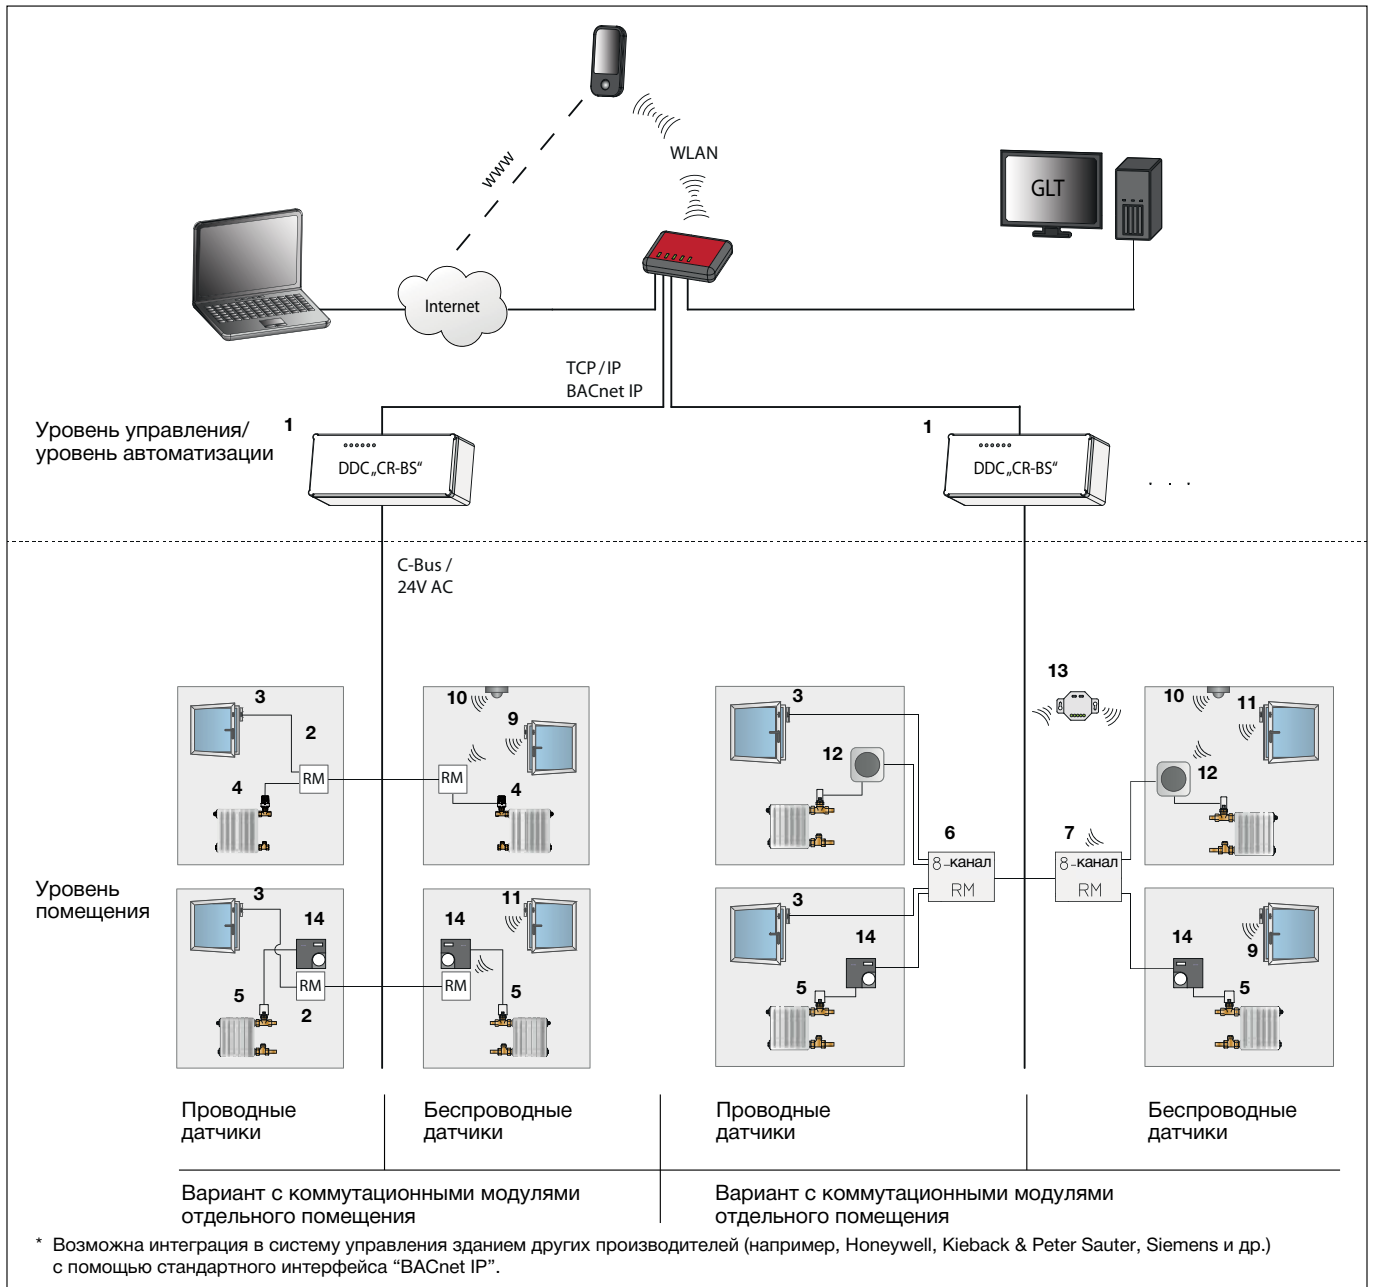 WLAN
www
GLT
Internet
TCP / IP
BACnet IP
Уровень управления/
уровень автоматизации
1
DDC „CR-BS“
1
DDC „CR-BS“
. . .
C-Bus /
24V AC
Уровень
помещения
3
2
RM
4
10
9
RM
4
3
14
RM
5
2
11
14
RM
5
3
12
6
8-канал
RM
3
14
5
13
7
8-канал
RM
10
11
12
14
9
5
Проводные
датчики
Беспроводные
датчики
Проводные
датчики
Беспроводные
датчики
Вариант с коммутационными модулями
отдельного помещения
Вариант с коммутационными модулями
отдельного помещения
* Возможна интеграция в систему управления зданием других производителей (например, Honeywell, Kieback & Peter Sauter, Siemens и др.)
с помощью стандартного интерфейса “BACnet IP”.